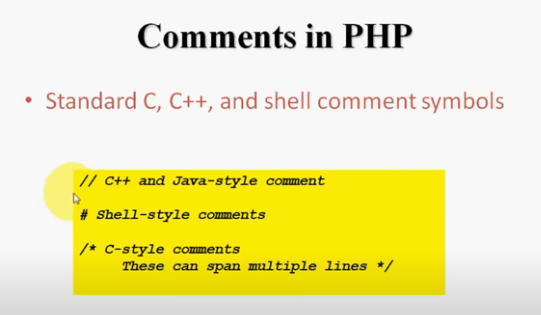 Comments in PHP
• Standard C, C++, and shell comment symbols
// C++ and Java-style comment
# Shell-style comments
/* C-style comments
These can span multiple lines */